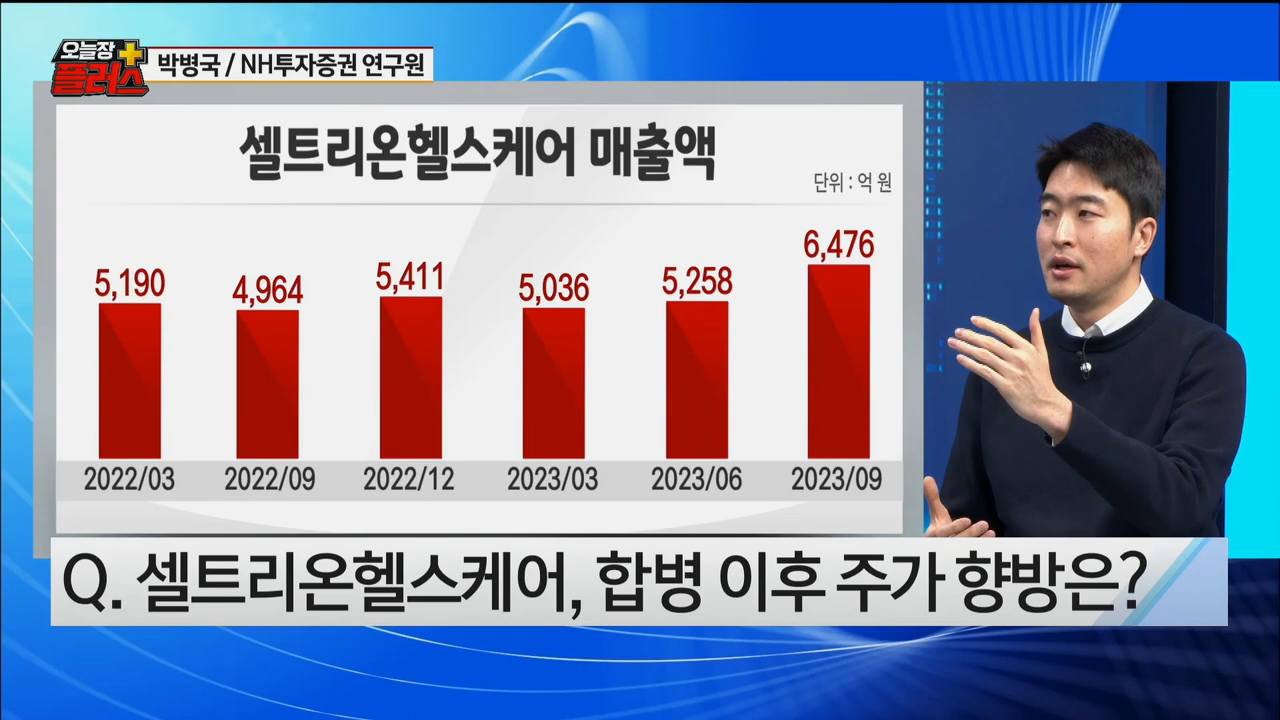 오늘장
플러스
박병국 / NH투자증권 연구원
셀트리온헬스케어 매출액
단위 : 억 원
5,190 4,964 5,411 5,036 5,258 6,476
2022/03 2022/09 2022/12 2023/03 2023/06 2023/09
Q. 셀트리온헬스케어, 합병 이후 주가 향방은?